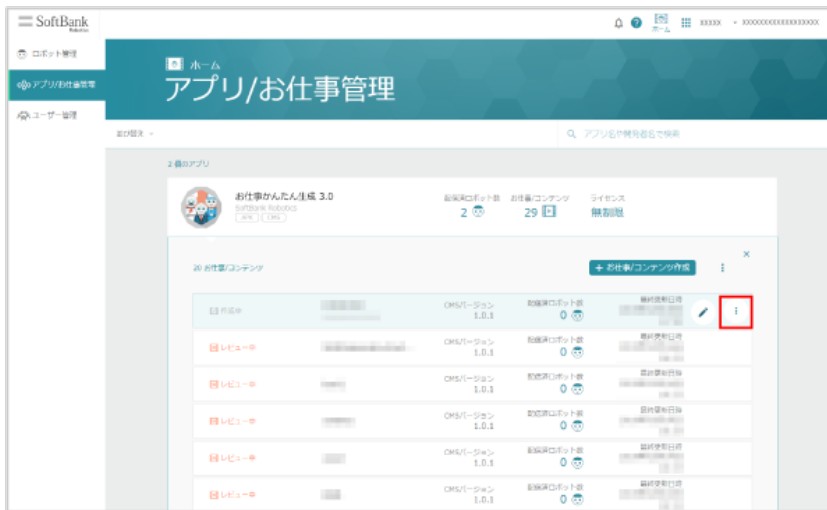 SoftBank
Robotics
ホーム
XXXXX
XXXXXXXXXXXXXXXXXX
ロボット管理
アプリ/お仕事管理
ユーザー管理
ホーム
アプリ/お仕事管理
並び替え
アプリ名や開発者名で検索
2 個のアプリ
お仕事かんたん生成 3.0
SoftBank Robotics
APK CMS
配信済ロボット数 お仕事/コンテンツ ライセンス
2 29 無制限
20 お仕事/コンテンツ
+ お仕事/コンテンツ作成
作成中 CMSバージョン 配信済ロボット数 最終更新日時
1.0.1 0
レビュー中 CMSバージョン 配信済ロボット数 最終更新日時
1.0.1 0
レビュー中 CMSバージョン 配信済ロボット数 最終更新日時
1.0.1 0
レビュー中 CMSバージョン 配信済ロボット数 最終更新日時
1.0.1 0
レビュー中 CMSバージョン 配信済ロボット数 最終更新日時
1.0.1 0
レビュー中 CMSバージョン 配信済ロボット数 最終更新日時
1.0.1 0